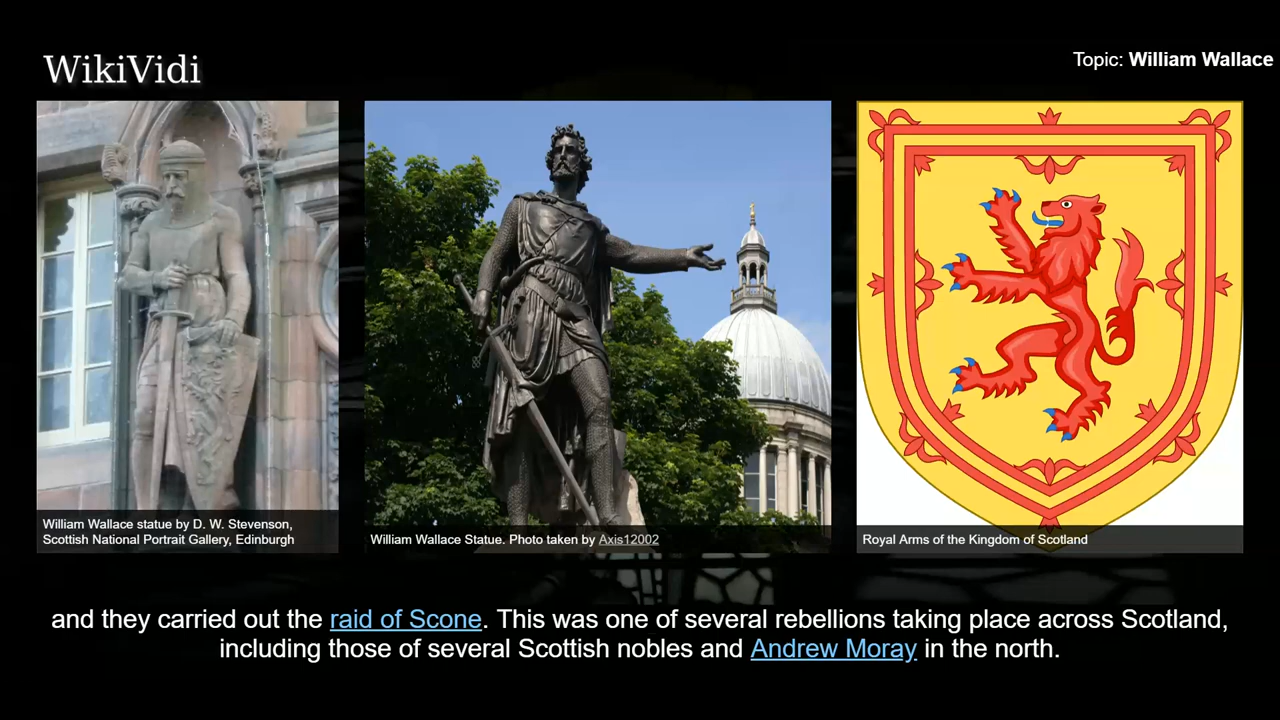 WikiVidi
Topic: William Wallace
William Wallace statue by D. W. Stevenson,
Scottish National Portrait Gallery, Edinburgh
William Wallace Statue. Photo taken by Axis12002
Royal Arms of the Kingdom of Scotland
and they carried out the raid of Scone. This was one of several rebellions taking place across Scotland,
including those of several Scottish nobles and Andrew Moray in the north.